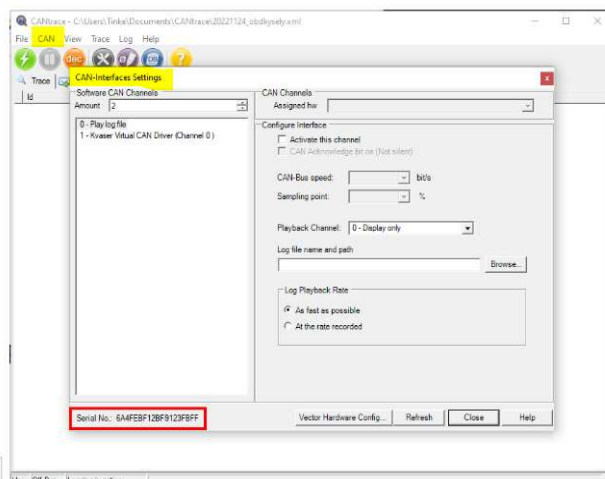 CANtrace - C:\Users\Tinka\Documents\CANtrace\20221124_obdkysely.xml
File CAN View Trace Log Help
dec
Trace
CAN-Interfaces Settings
Id
Software CAN Channels
Amount 2
0 - Play log file
1 - Kvaser Virtual CAN Driver (Channel 0 )
CAN Channels
Assigned hw
Configure Interface
Activate this channel
CAN Acknowledge bit on (Not silent)
CAN-Bus speed: bit/s
Sampling point: %
Playback Channel: 0 - Display only
Log file name and path
Browse...
Log Playback Rate
As fast as possible
At the rate recorded
Serial No.: 6A4FEBF12BF9123FBFF
Vector Hardware Config... Refresh Close Help